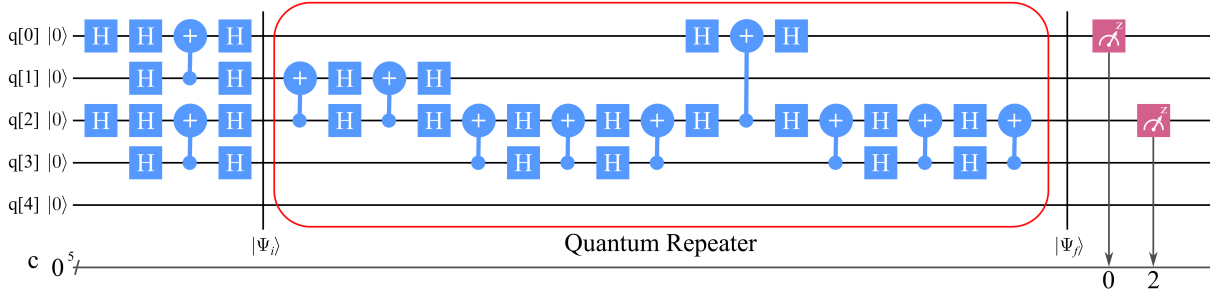 q[0] |0⟩ H H + H H + H z
q[1] |0⟩ H H + H + H
q[2] |0⟩ H H + H H H + H + H + H H + H + H + z
q[3] |0⟩ H H H H H H
q[4] |0⟩
|Ψi⟩ Quantum Repeater |Ψf⟩
c 0 5/
0 2